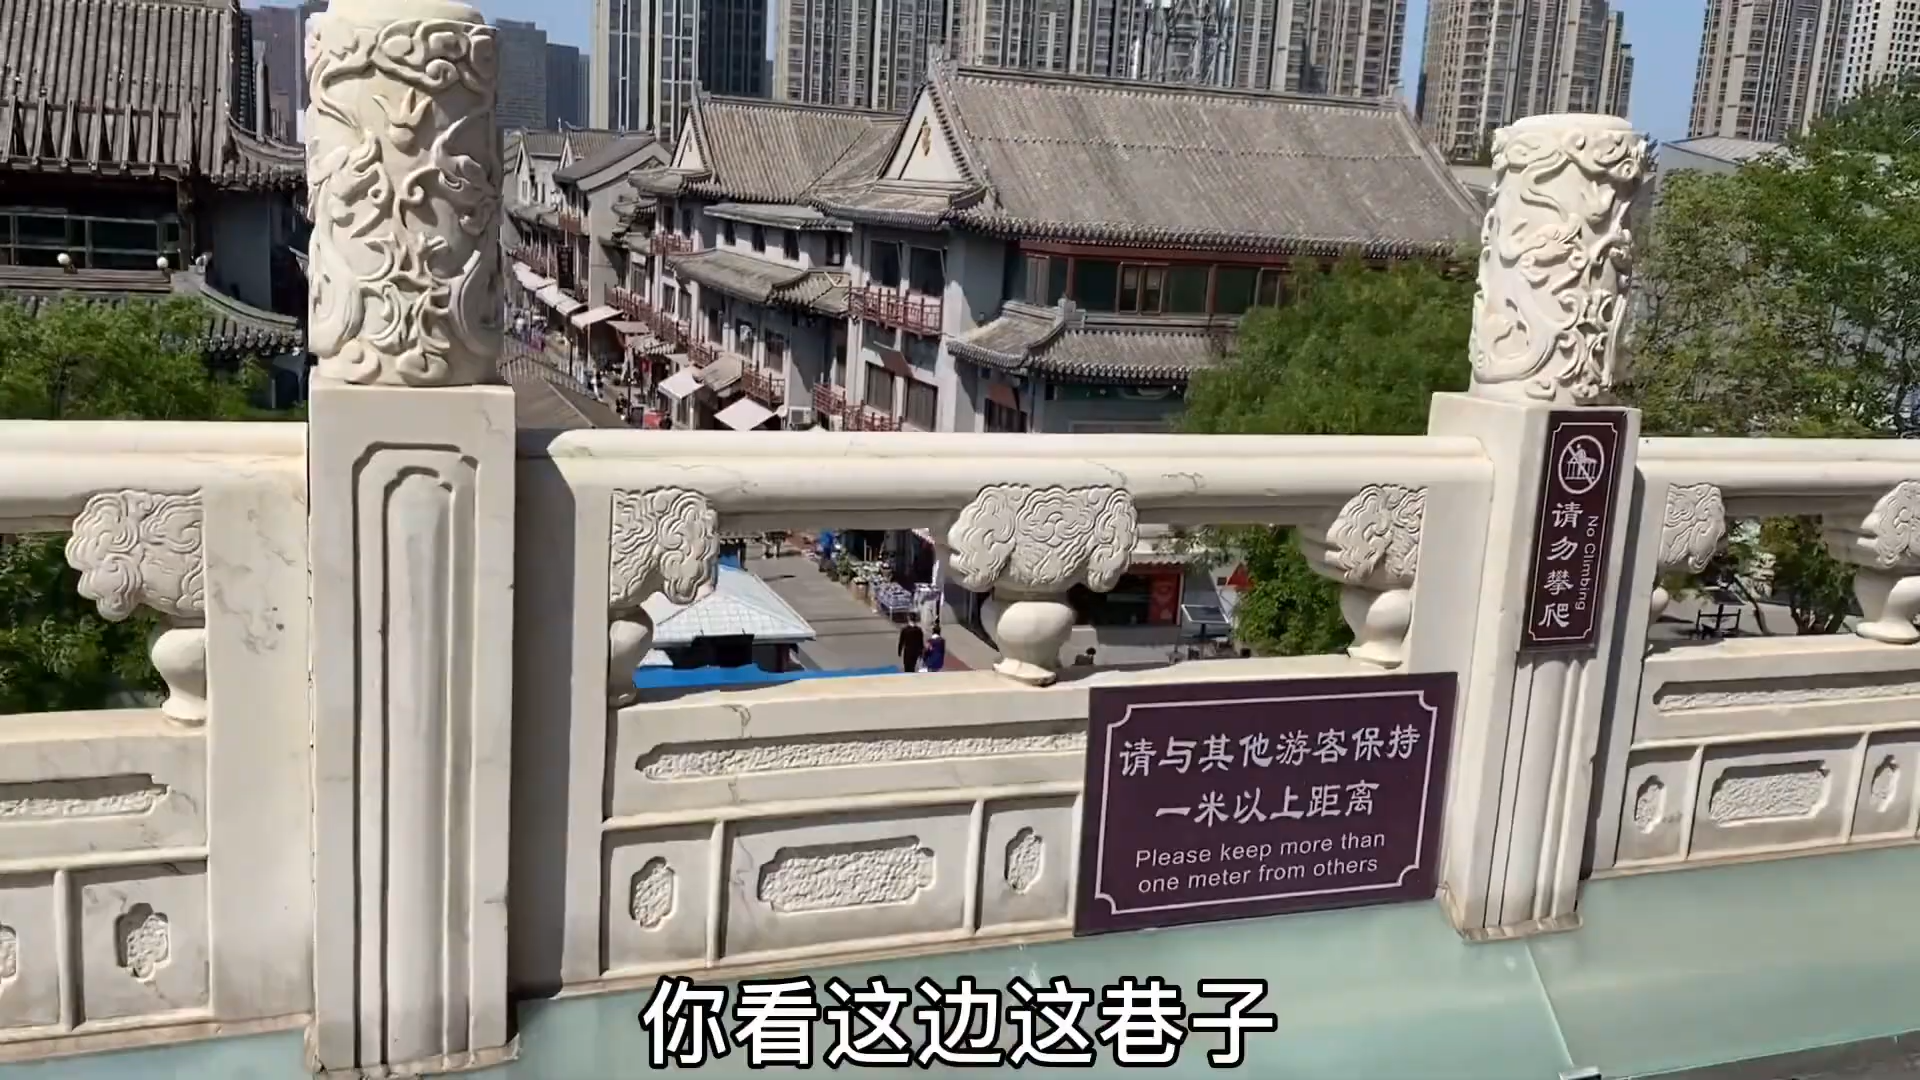 请勿攀爬
No Climbing
请与其他游客保持
一米以上距离
Please keep more than
one meter from others
你看这边这巷子